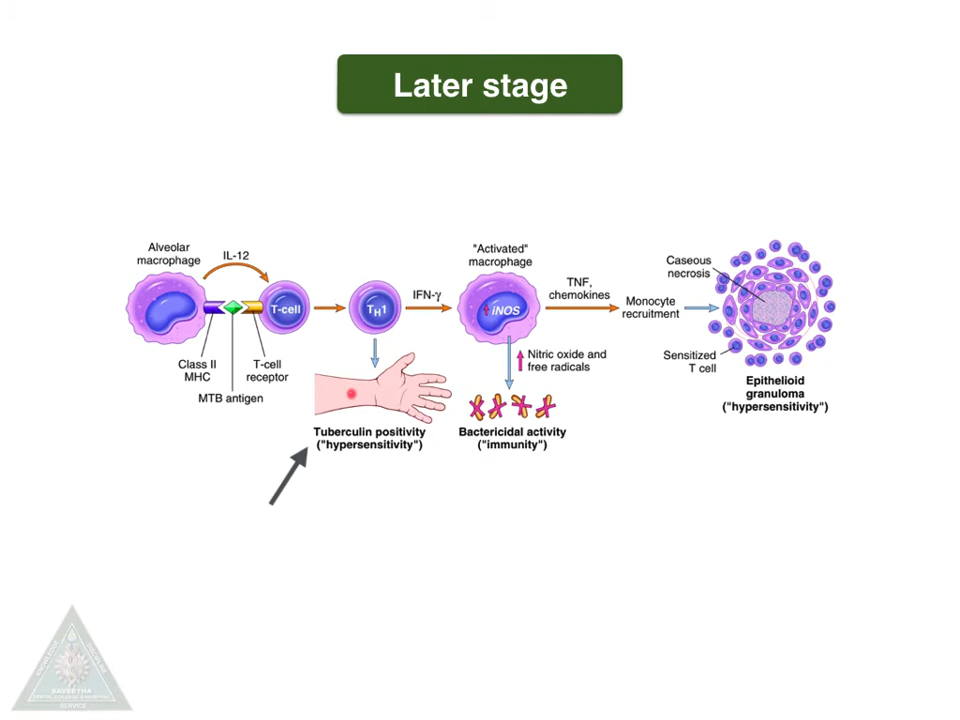 Later stage
Alveolar
macrophage
IL-12
T-cell
Class II
MHC
MTB antigen
T-cell
receptor
TH1
Tuberculin positivity
("hypersensitivity")
IFN-γ
"Activated"
macrophage
iNOS
Nitric oxide and
free radicals
Bactericidal activity
("immunity")
TNF,
chemokines
Monocyte
recruitment
Caseous
necrosis
Sensitized
T cell
Epithelioid
granuloma
("hypersensitivity")
SAVEETHA
SERVICE